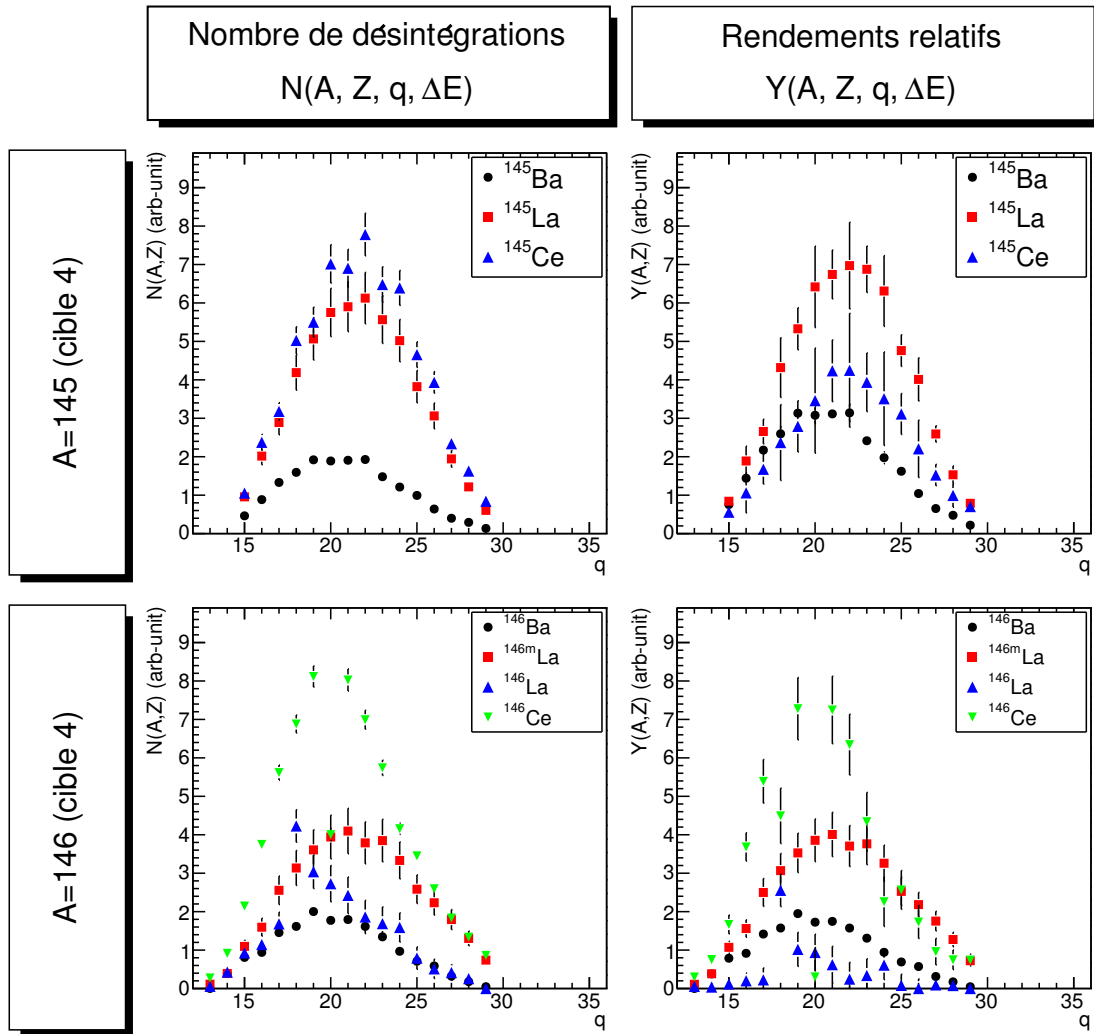 Nombre de désintégrations
N(A, Z, q, ΔE)
Rendements relatifs
Y(A, Z, q, ΔE)
A=145 (cible 4)
N(A,Z) (arb-unit)
9
8
7
6
5
4
3
2
1
0
15 20 25 30 35
q
¹⁴⁵Ba
¹⁴⁵La
¹⁴⁵Ce
Y(A,Z) (arb-unit)
9
8
7
6
5
4
3
2
1
0
15 20 25 30 35
q
¹⁴⁵Ba
¹⁴⁵La
¹⁴⁵Ce
A=146 (cible 4)
N(A,Z) (arb-unit)
9
8
7
6
5
4
3
2
1
0
15 20 25 30 35
q
¹⁴⁶Ba
¹⁴⁶ᵐLa
¹⁴⁶La
¹⁴⁶Ce
Y(A,Z) (arb-unit)
9
8
7
6
5
4
3
2
1
0
15 20 25 30 35
q
¹⁴⁶Ba
¹⁴⁶ᵐLa
¹⁴⁶La
¹⁴⁶Ce